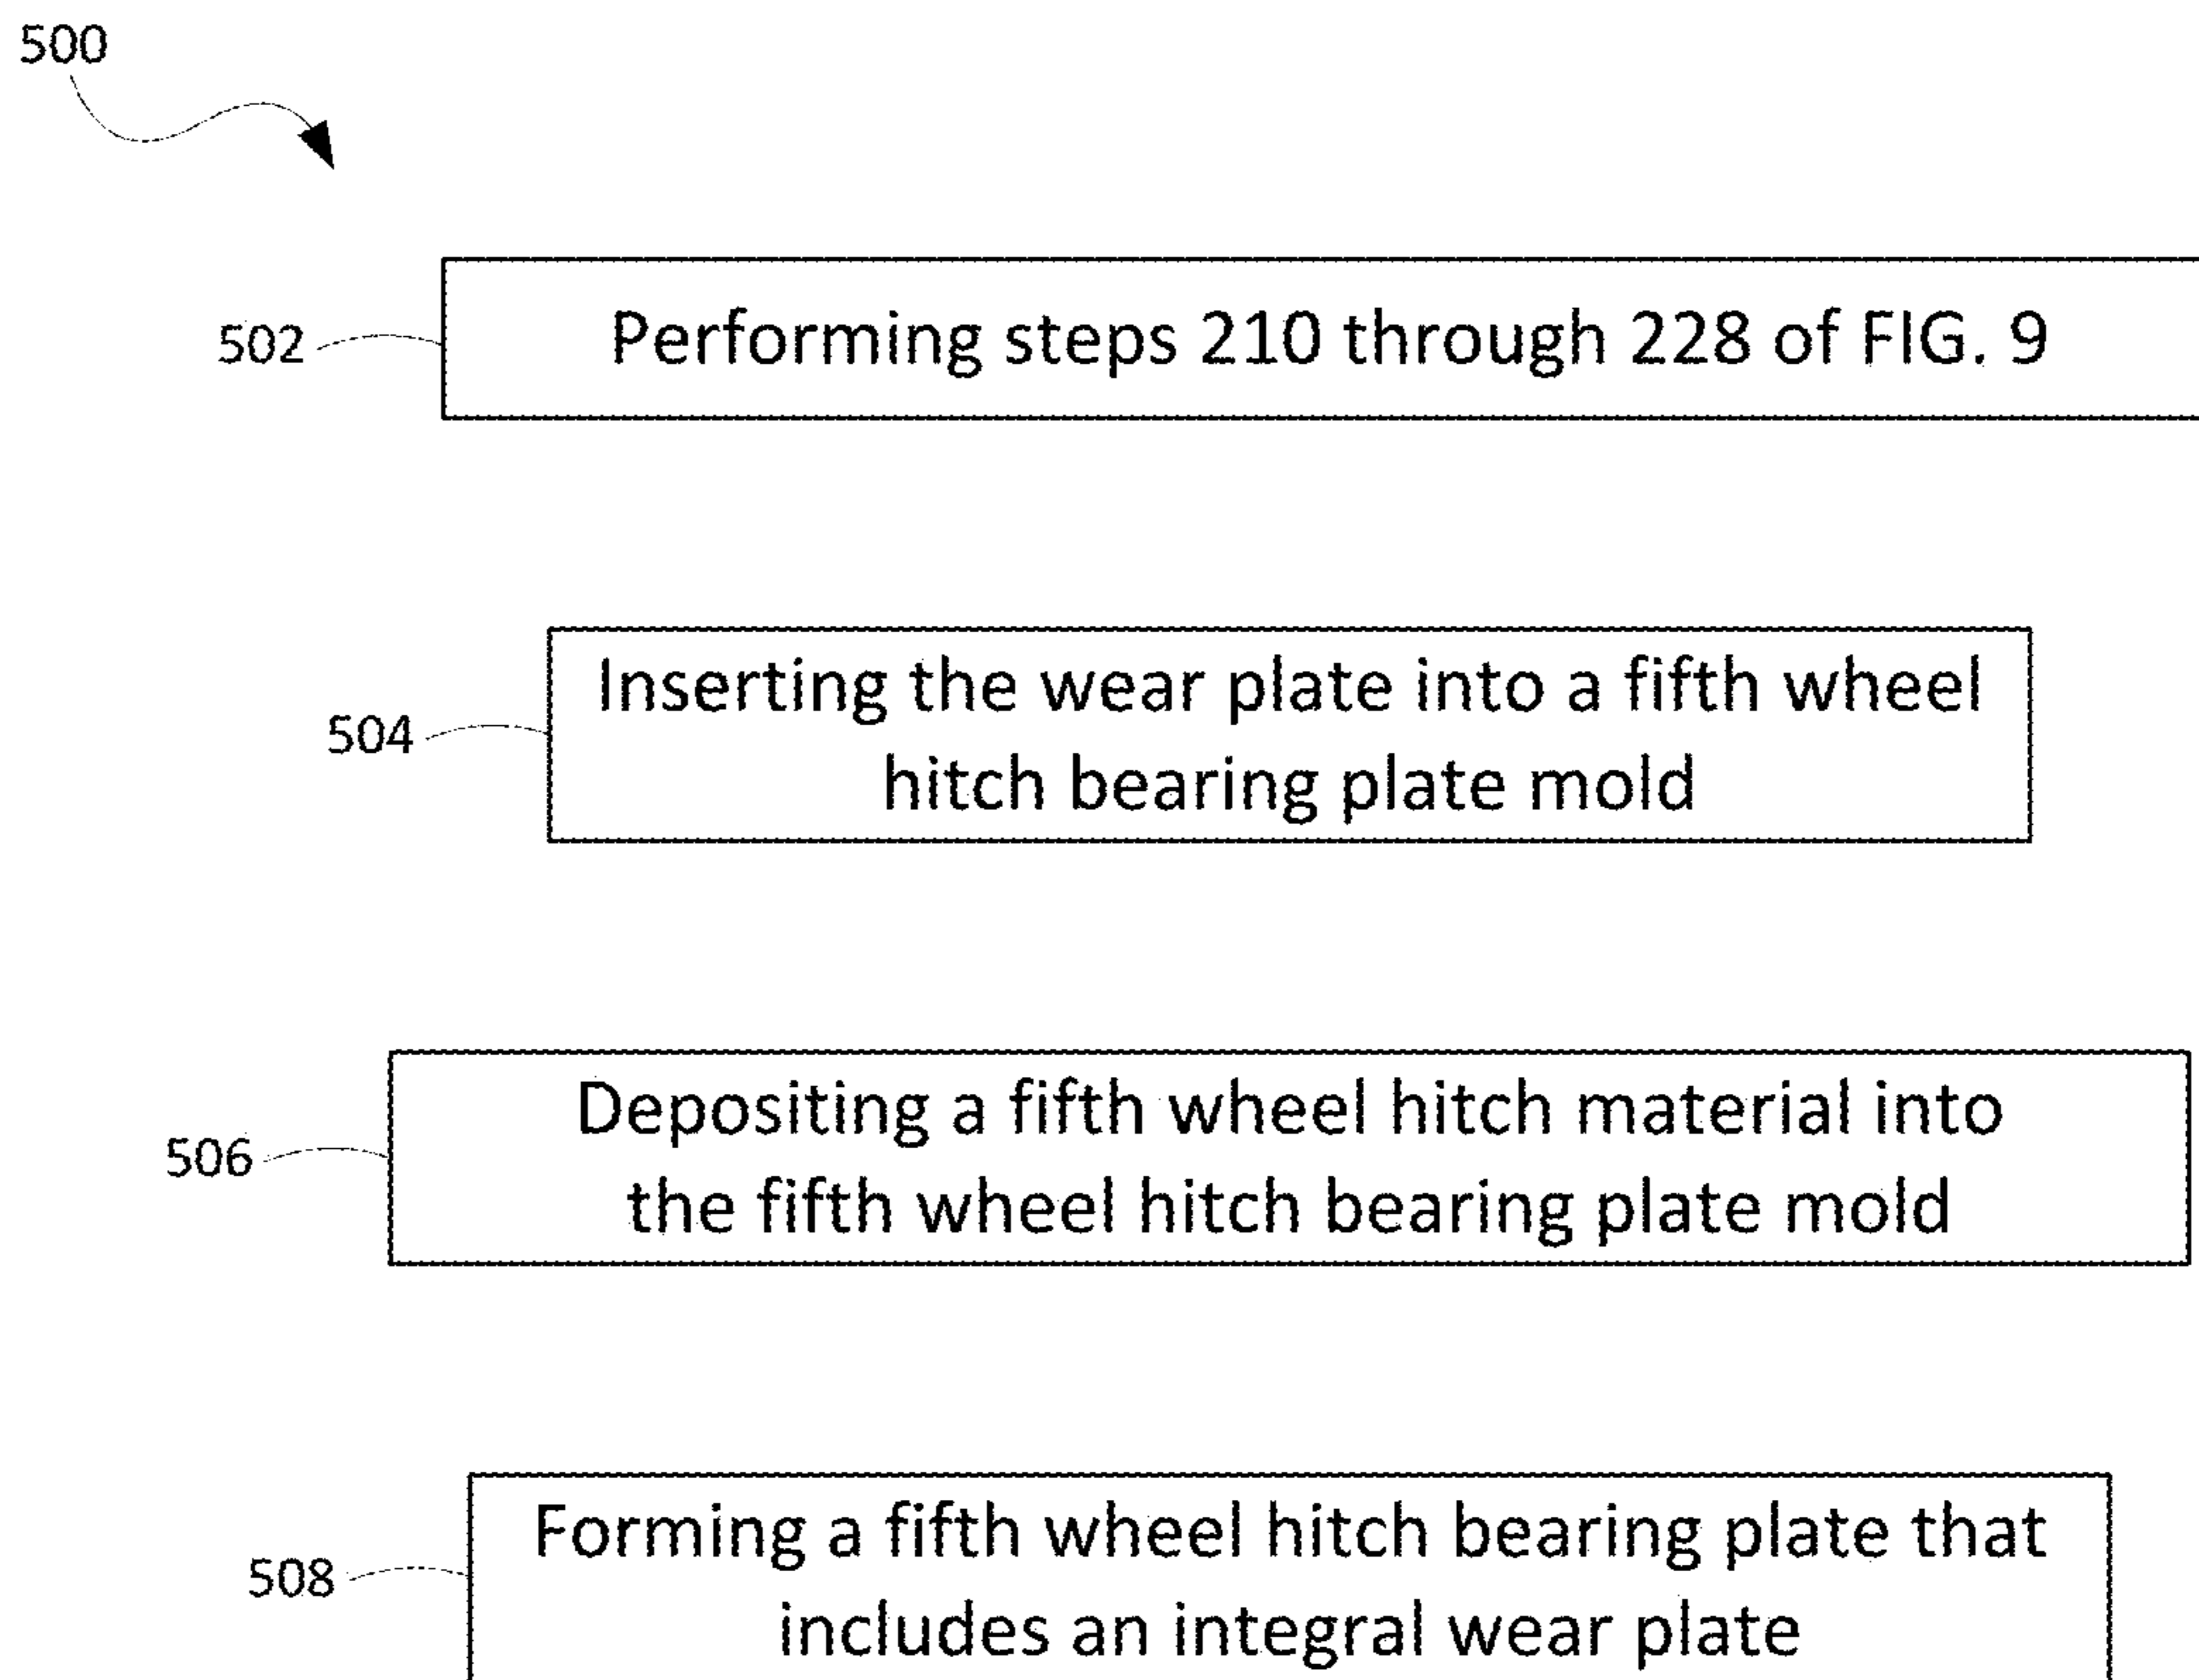 500
502
Performing steps 210 through 228 of FIG. 9
504
Inserting the wear plate into a fifth wheel
hitch bearing plate mold
506
Depositing a fifth wheel hitch material into
the fifth wheel hitch bearing plate mold
508
Forming a fifth wheel hitch bearing plate that
includes an integral wear plate